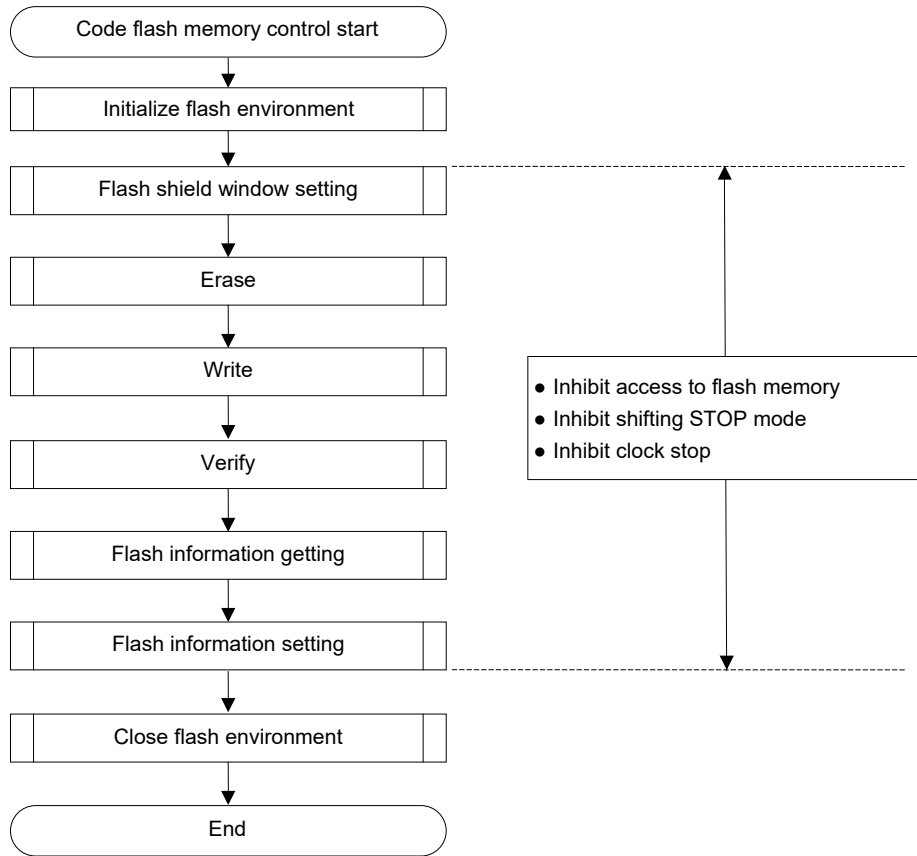 Code flash memory control start
Initialize flash environment
Flash shield window setting
Erase
Write
Verify
Flash information getting
Flash information setting
Close flash environment
End
● Inhibit access to flash memory
● Inhibit shifting STOP mode
● Inhibit clock stop